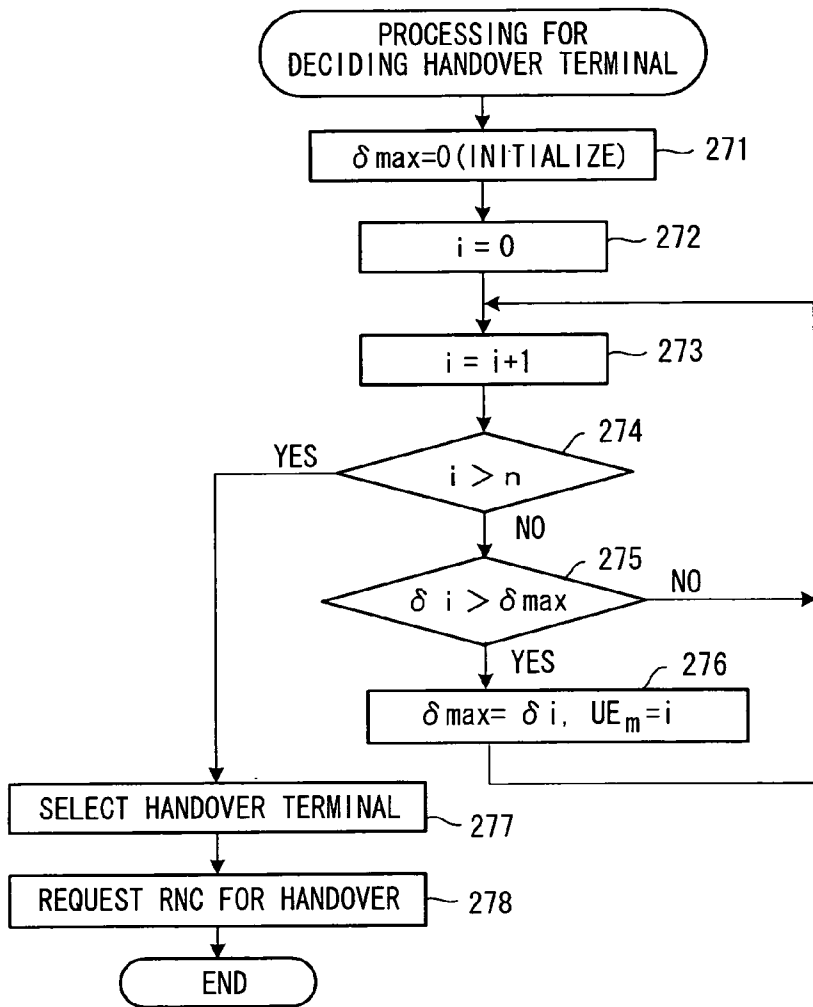 PROCESSING FOR
DECIDING HANDOVER TERMINAL
δ max=0(INITIALIZE)
271
i = 0
272
i = i+1
273
274
YES
i > n
NO
275
δ i > δ max
NO
YES
276
δ max= δ i, UEm=i
SELECT HANDOVER TERMINAL
277
REQUEST RNC FOR HANDOVER
278
END